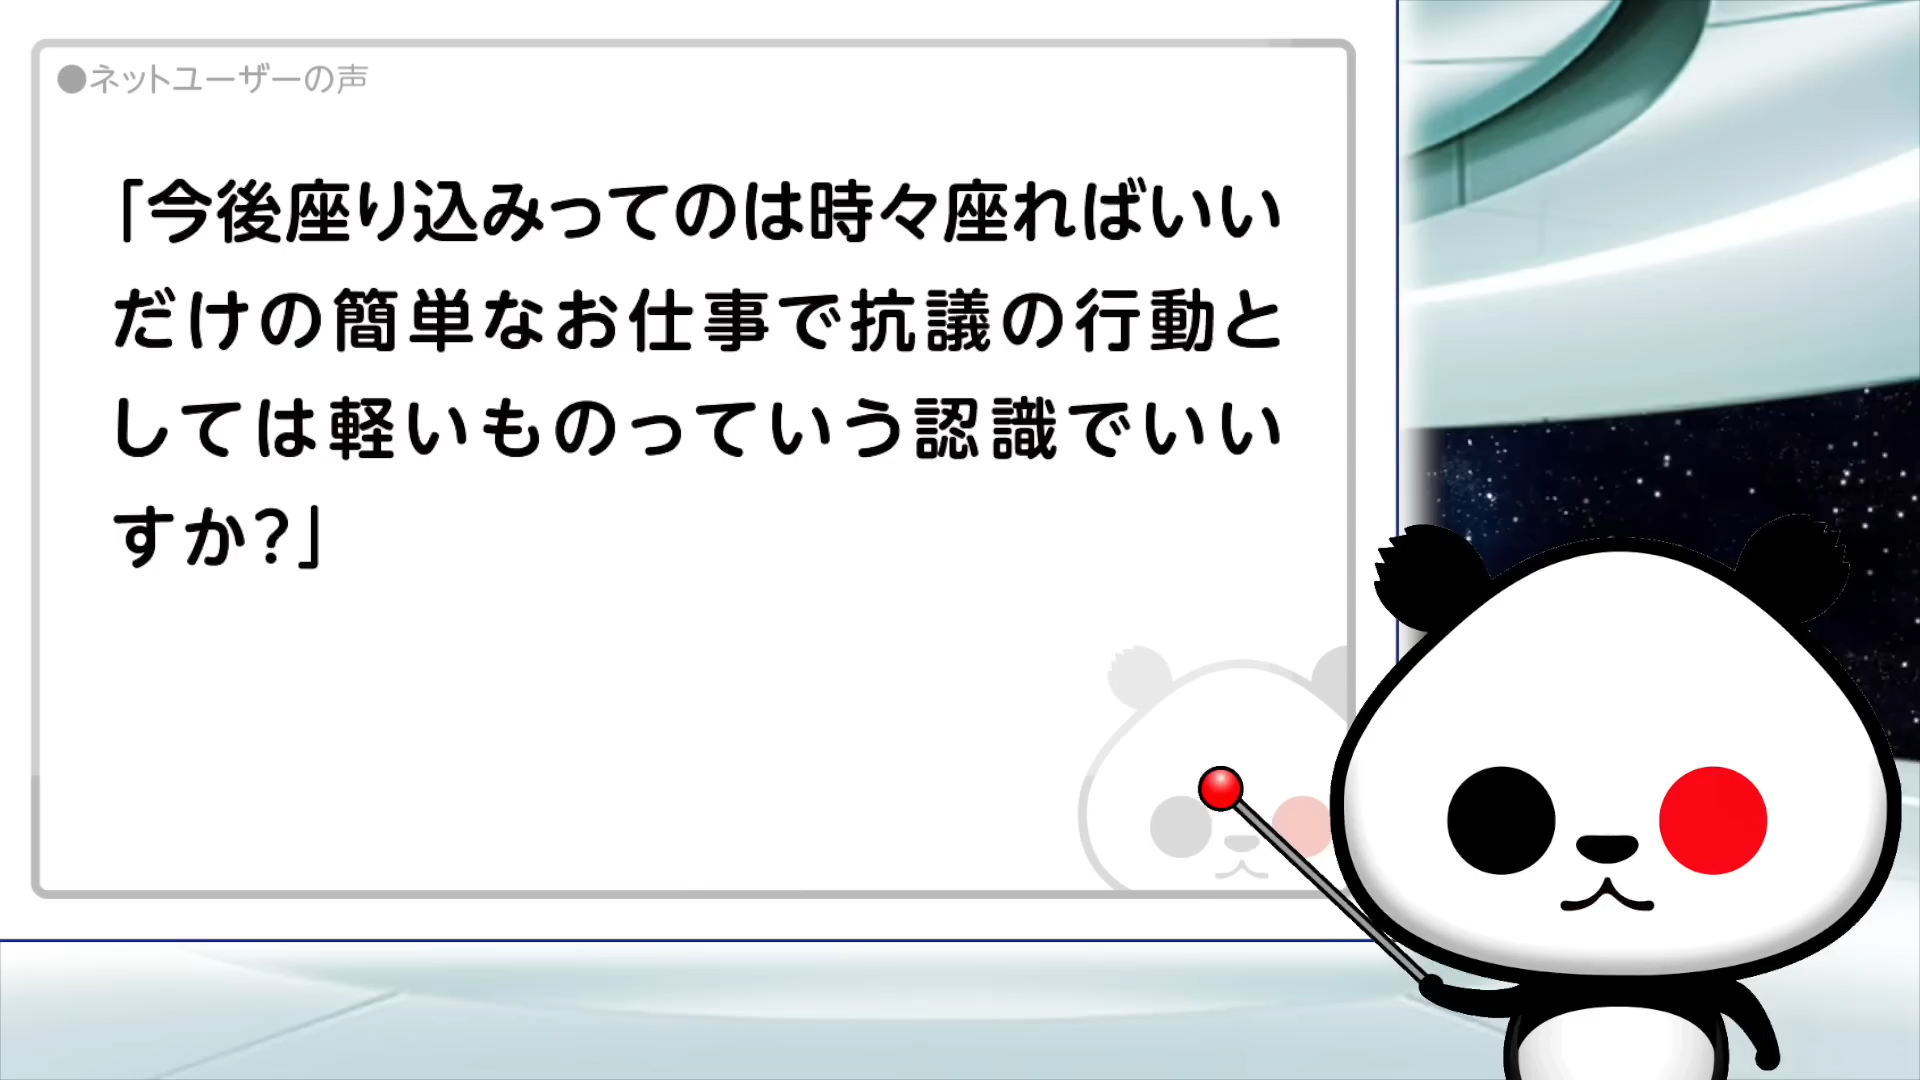 ●ネットユーザーの声
「今後座り込みってのは時々座ればいい
だけの簡単なお仕事で抗議の行動と
しては軽いものっていう認識でいい
すか？」